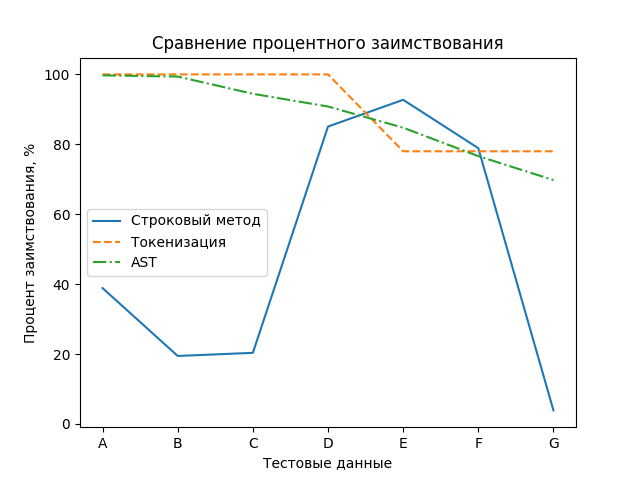 Сравнение процентного заимствования
Процент заимствования, %
100
80
60
40
20
0
Строковый метод
Токенизация
AST
A B C D E F G
Тестовые данные